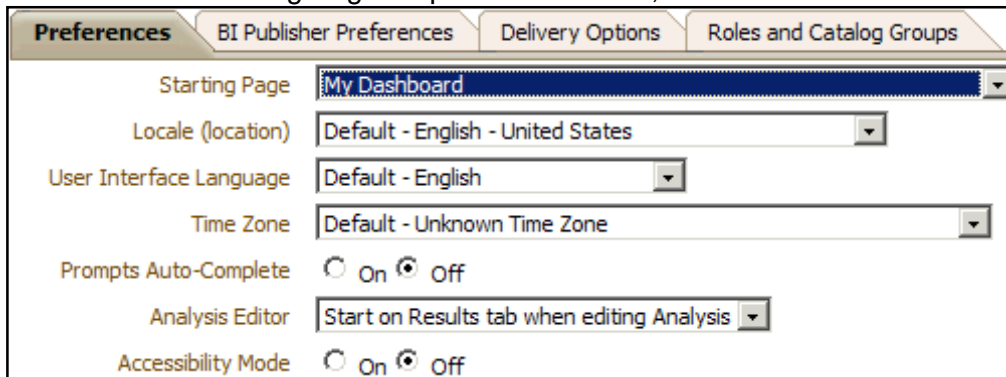 Preferences BI Publisher Preferences Delivery Options Roles and Catalog Groups
Starting Page My Dashboard
Locale (location) Default - English - United States
User Interface Language Default - English
Time Zone Default - Unknown Time Zone
Prompts Auto-Complete On Off
Analysis Editor Start on Results tab when editing Analysis
Accessibility Mode On Off